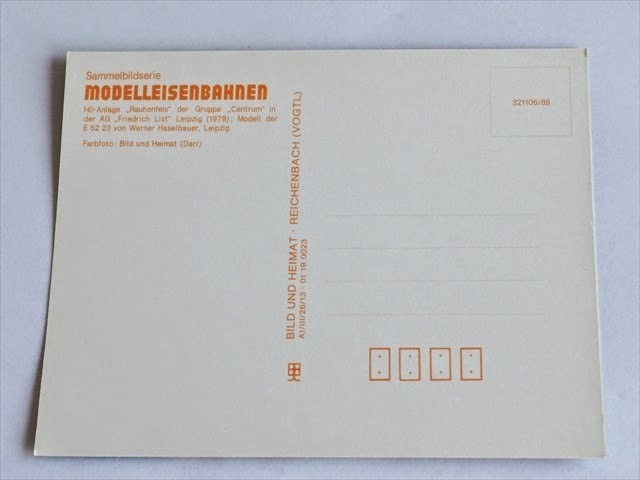 Sammelbildserie
MODELLEISENBAHNEN
H0-Anlage „Rauhenfels" der Gruppe „Centrum" in
der AG „Friedrich List" Leipzig (1979); Modell der
E 52 23 von Werner Haselbauer, Leipzig
Farbfoto: Bild und Heimat (Darr)
BILD UND HEIMAT · REICHENBACH (VOGTL)
A1/III/26/13 · 01 19 0023
321106/89